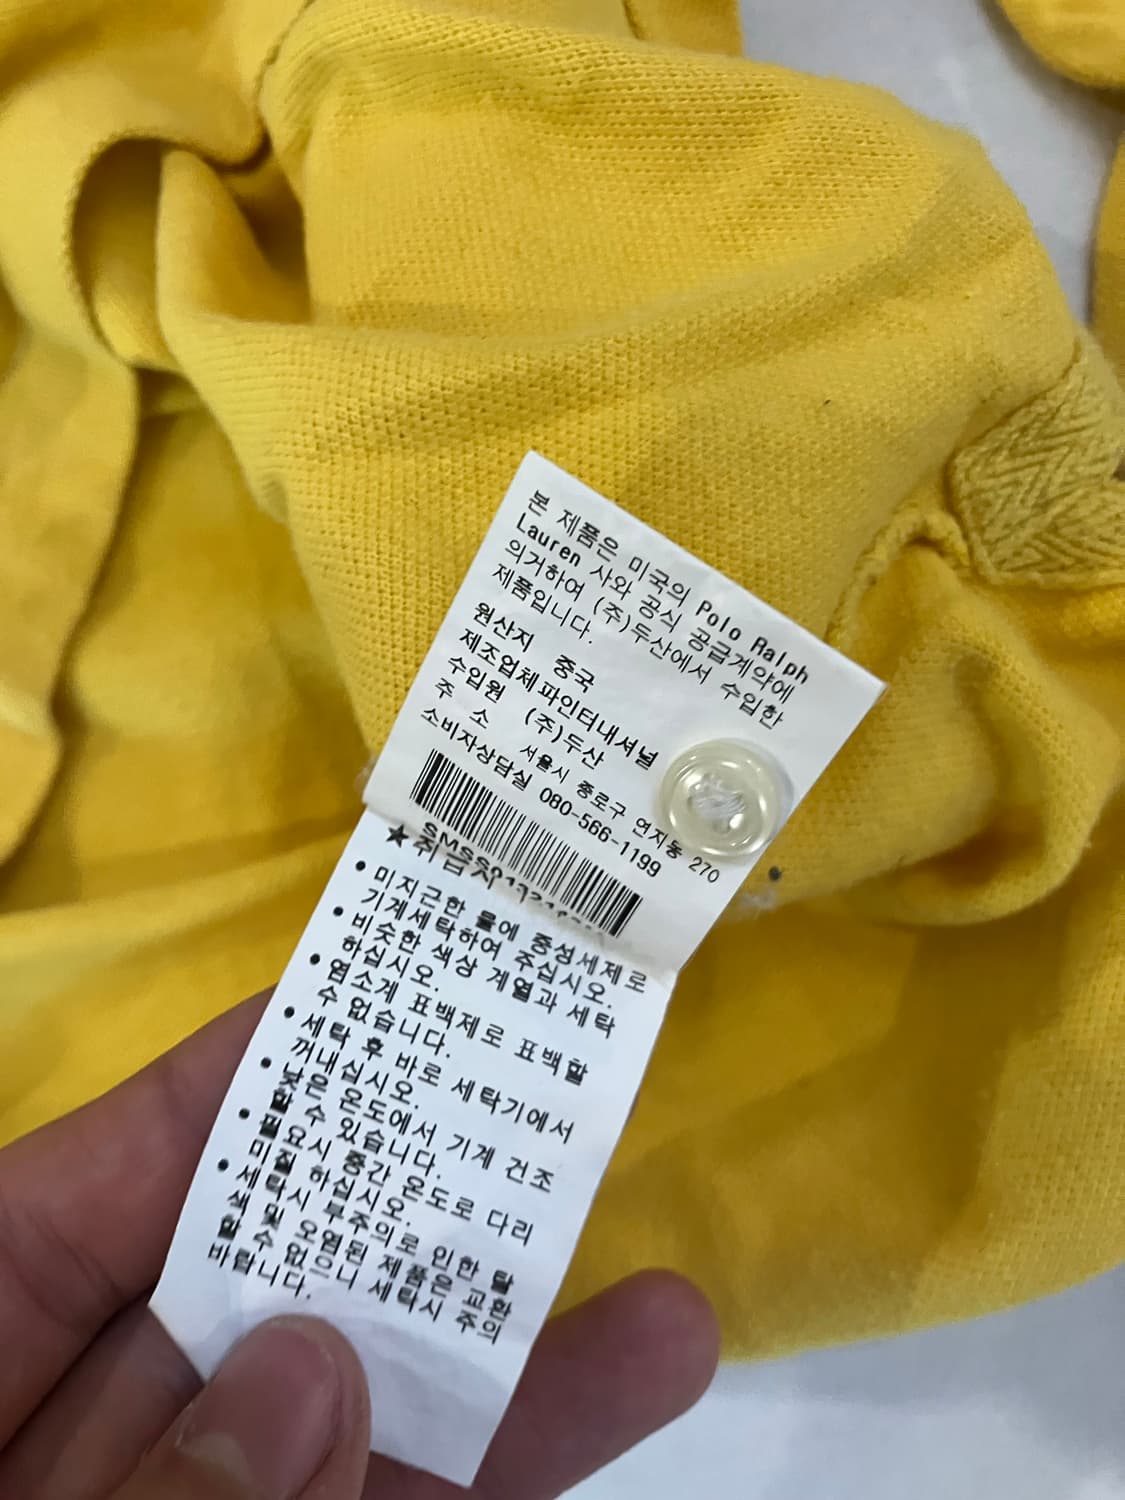 본 제품은 미국의 Polo Ralph
Lauren 사와 공식 공급계약에
의거하여 (주)두산에서 수입한
제품입니다.
원산지 중국
제조업체 파인터내셔널
수입원 (주)두산
주 소 서울시 종로구 연지동 270
소비자상담실 080-566-1199
★취급시
• 미지근한 물에 중성세제로
기계세탁하여 주십시오.
• 비슷한 색상 계열과 세탁
하십시오.
• 염소계 표백제로 표백할
수 없습니다.
• 세탁 후 바로 세탁기에서
꺼내십시오.
• 낮은 온도에서 기계 건조
할 수 있습니다.
• 필요시 중간 온도로 다리
미질 하십시오.
• 세탁시 부주의로 인한 탈
색 및 오염된 제품은 교환
할 수 없으니 세탁시 주의
바랍니다.